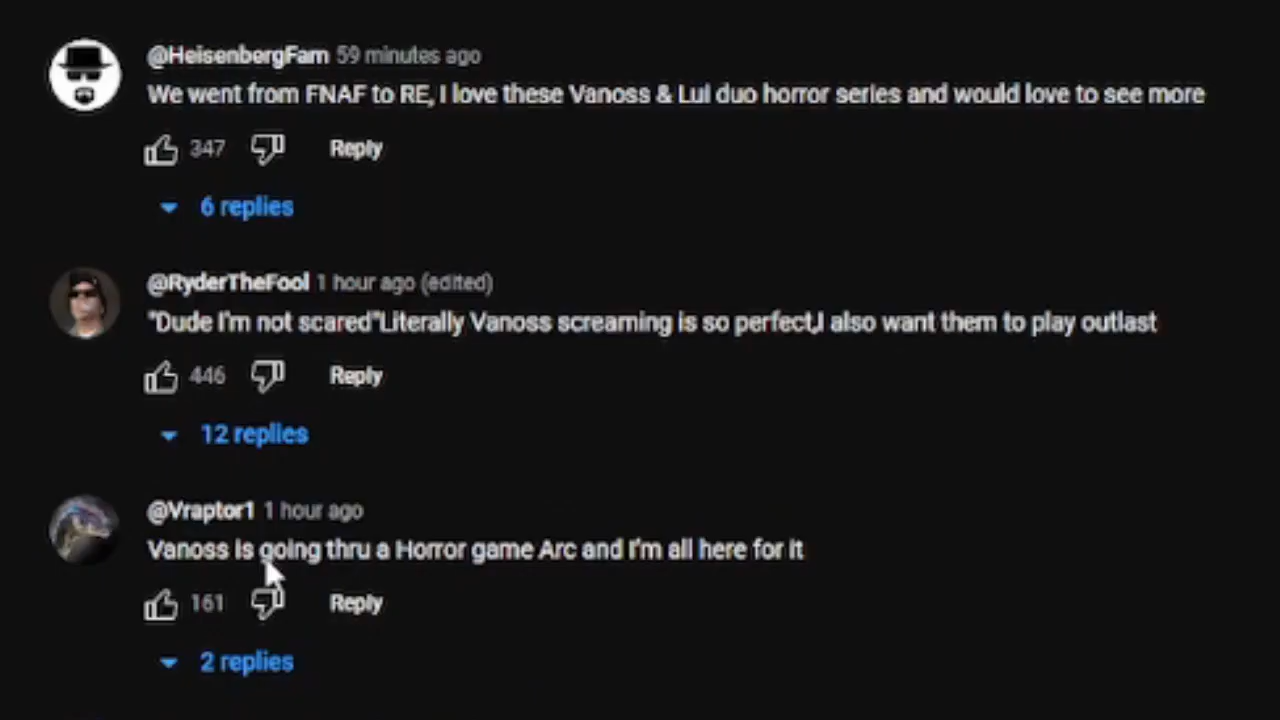 @HeisenbergFam 59 minutes ago
We went from FNAF to RE, I love these Vanoss & Lui duo horror series and would love to see more
347 Reply
6 replies
@RyderTheFool 1 hour ago (edited)
"Dude I'm not scared"Literally Vanoss screaming is so perfect,I also want them to play outlast
446 Reply
12 replies
@Vraptor1 1 hour ago
Vanoss is going thru a Horror game Arc and I'm all here for it
161 Reply
2 replies